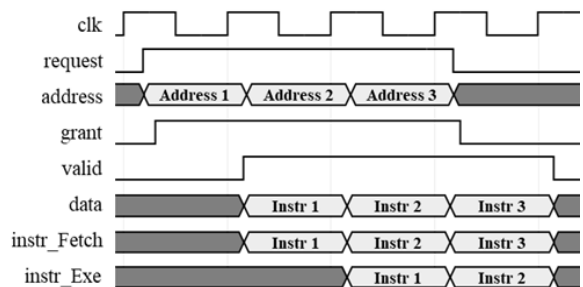 clk
request
address Address 1 Address 2 Address 3
grant
valid
data Instr 1 Instr 2 Instr 3
instr_Fetch Instr 1 Instr 2 Instr 3
instr_Exe Instr 1 Instr 2